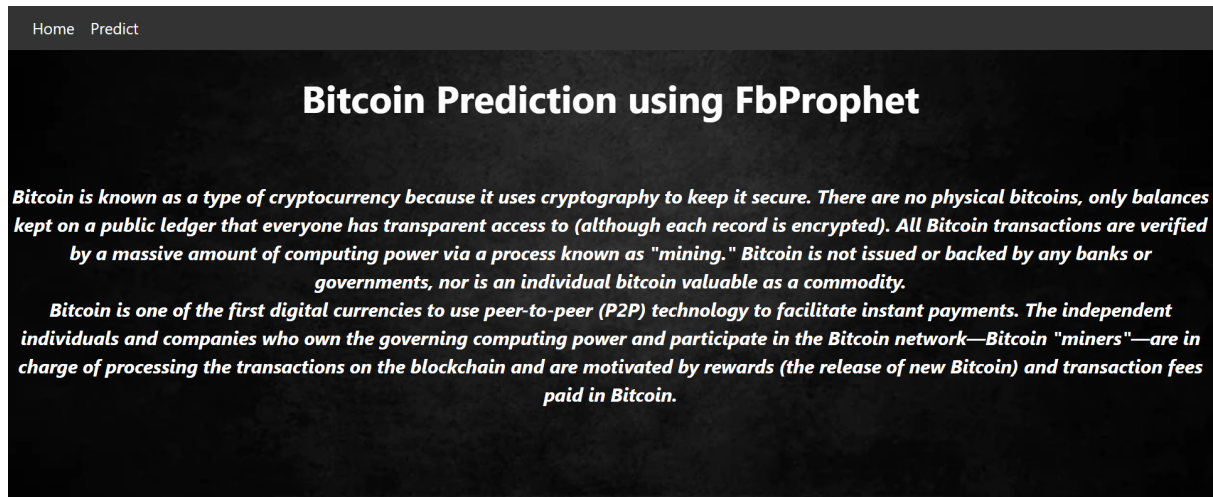 Home Predict
Bitcoin Prediction using FbProphet
Bitcoin is known as a type of cryptocurrency because it uses cryptography to keep it secure. There are no physical bitcoins, only balances
kept on a public ledger that everyone has transparent access to (although each record is encrypted). All Bitcoin transactions are verified
by a massive amount of computing power via a process known as "mining." Bitcoin is not issued or backed by any banks or
governments, nor is an individual bitcoin valuable as a commodity.
Bitcoin is one of the first digital currencies to use peer-to-peer (P2P) technology to facilitate instant payments. The independent
individuals and companies who own the governing computing power and participate in the Bitcoin network—Bitcoin "miners"—are in
charge of processing the transactions on the blockchain and are motivated by rewards (the release of new Bitcoin) and transaction fees
paid in Bitcoin.